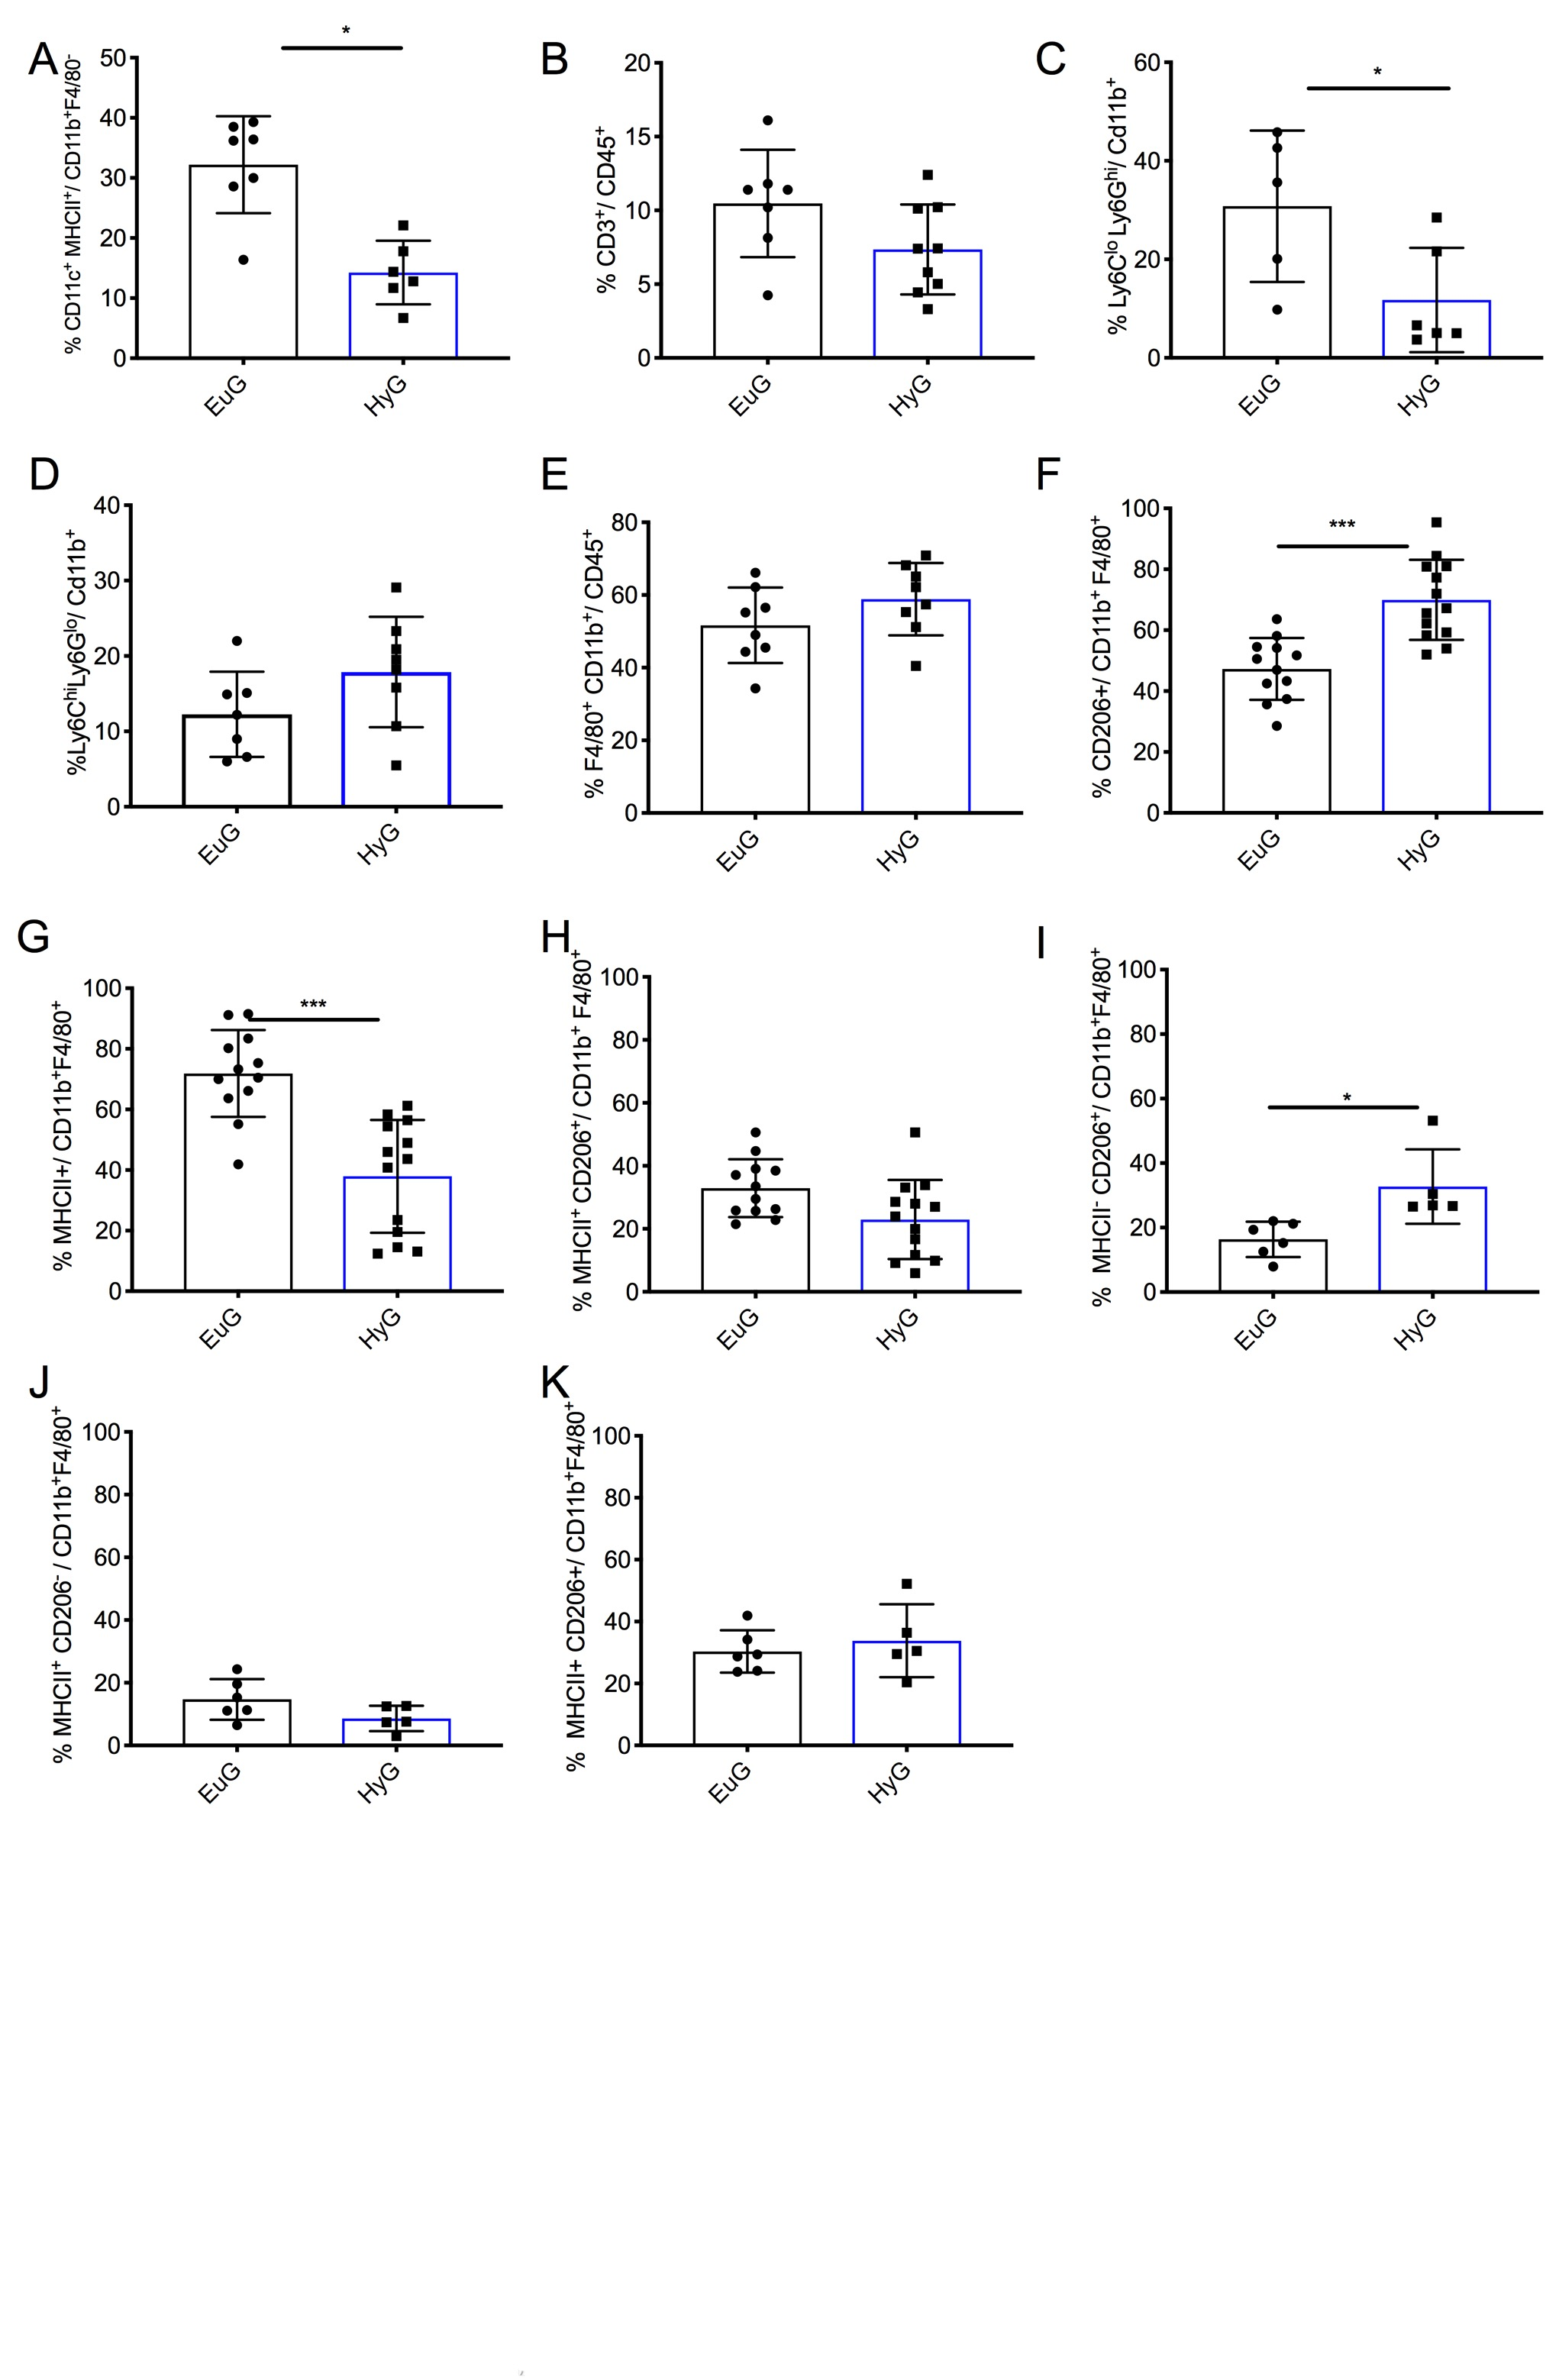 A
% CD11c+ MHCII+/ CD11b+F4/80-
50
40
30
20
10
0
*
EuG
HyG
B
% CD3+/ CD45+
20
15
10
5
0
EuG
HyG
C
% Ly6Clo Ly6Ghi/ Cd11b+
60
40
20
0
*
EuG
HyG
D
%Ly6ChiLy6Glo/ Cd11b+
40
30
20
10
0
EuG
HyG
E
% F4/80+ CD11b+/ CD45+
80
60
40
20
0
EuG
HyG
F
% CD206+/ CD11b+ F4/80+
100
80
60
40
20
0
***
EuG
HyG
G
% MHCII+/ CD11b+F4/80+
100
80
60
40
20
0
***
EuG
HyG
H
% MHCII+ CD206+/ CD11b+ F4/80+
100
80
60
40
20
0
EuG
HyG
I
% MHCII- CD206+/ CD11b+F4/80+
100
80
60
40
20
0
*
EuG
HyG
J
% MHCII+ CD206- / CD11b+F4/80+
100
80
60
40
20
0
EuG
HyG
K
% MHCII+ CD206+/ CD11b+F4/80+
100
80
60
40
20
0
EuG
HyG